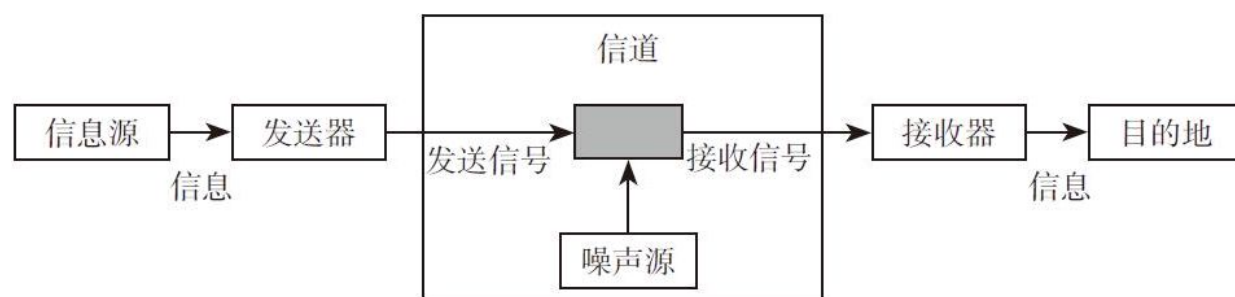 信道
信息源
发送器
接收器
目的地
发送信号
接收信号
信息
信息
噪声源